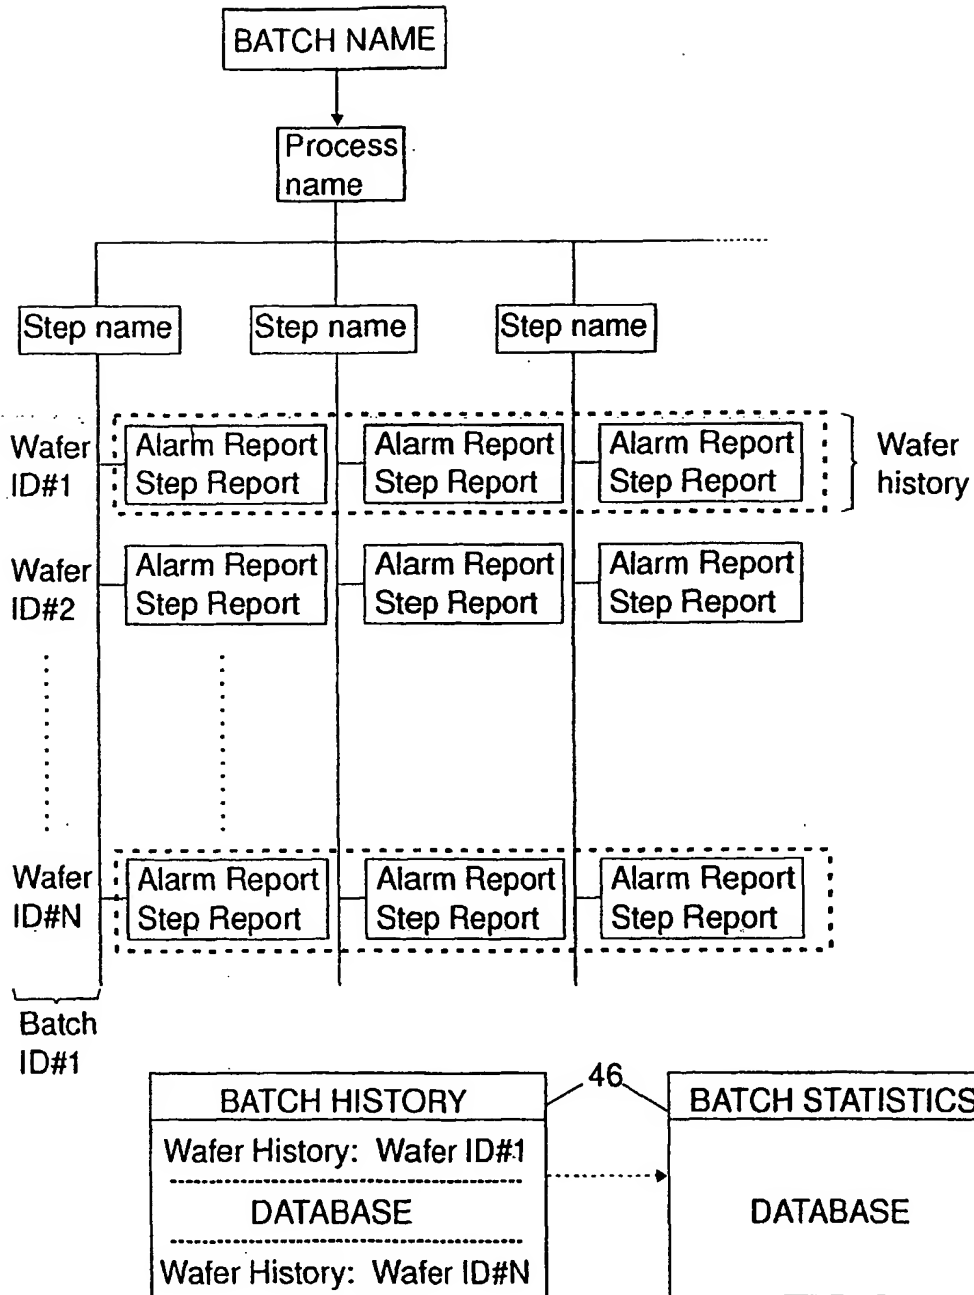 BATCH NAME
Process
name
Step name Step name Step name
Wafer
ID#1
Alarm Report
Step Report
Alarm Report
Step Report
Alarm Report
Step Report
Wafer
history
Wafer
ID#2
Alarm Report
Step Report
Alarm Report
Step Report
Alarm Report
Step Report
Wafer
ID#N
Alarm Report
Step Report
Alarm Report
Step Report
Alarm Report
Step Report
Batch
ID#1
46
BATCH HISTORY
Wafer History: Wafer ID#1
DATABASE
Wafer History: Wafer ID#N
BATCH STATISTICS
DATABASE